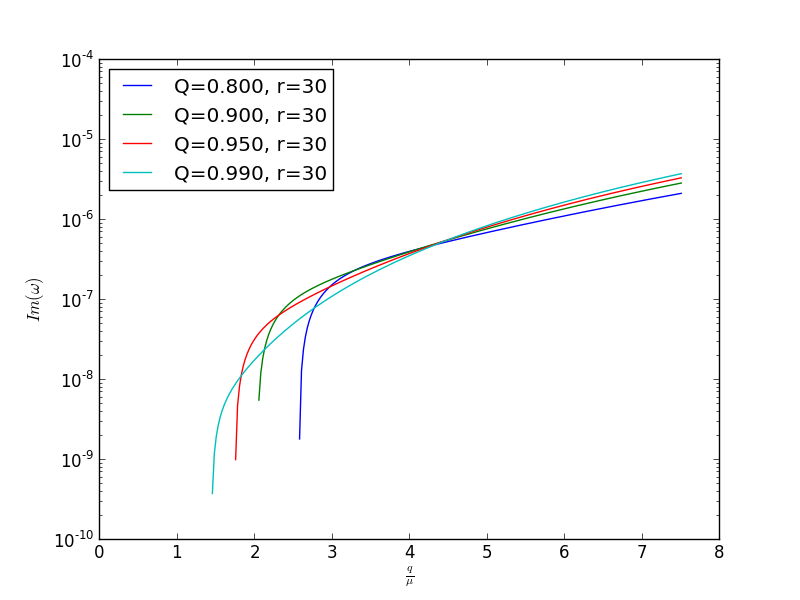 10^-4
Q=0.800, r=30
Q=0.900, r=30
Q=0.950, r=30
Q=0.990, r=30
10^-5
10^-6
10^-7
10^-8
10^-9
10^-10
Im(ω)
0 1 2 3 4 5 6 7 8
q/μ